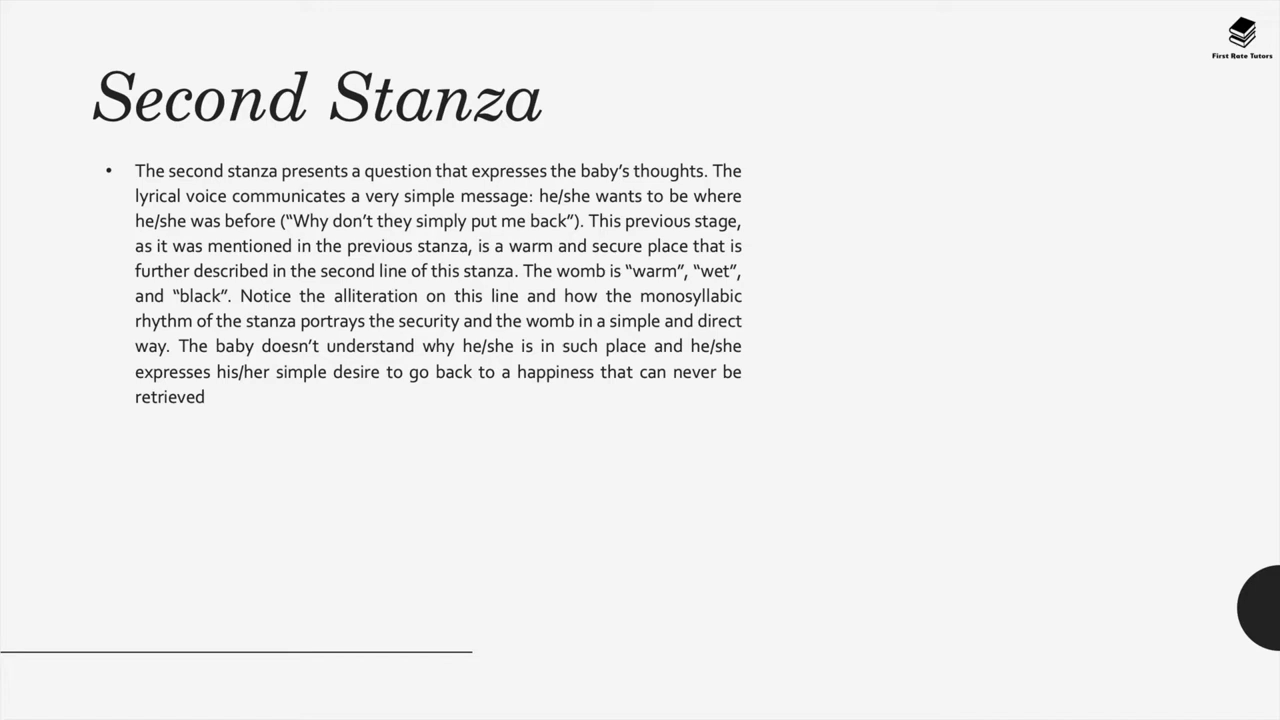 First Rate Tutors
Second Stanza
• The second stanza presents a question that expresses the baby’s thoughts. The
lyrical voice communicates a very simple message: he/she wants to be where
he/she was before (“Why don’t they simply put me back”). This previous stage,
as it was mentioned in the previous stanza, is a warm and secure place that is
further described in the second line of this stanza. The womb is “warm”, “wet”,
and “black”. Notice the alliteration on this line and how the monosyllabic
rhythm of the stanza portrays the security and the womb in a simple and direct
way. The baby doesn’t understand why he/she is in such place and he/she
expresses his/her simple desire to go back to a happiness that can never be
retrieved